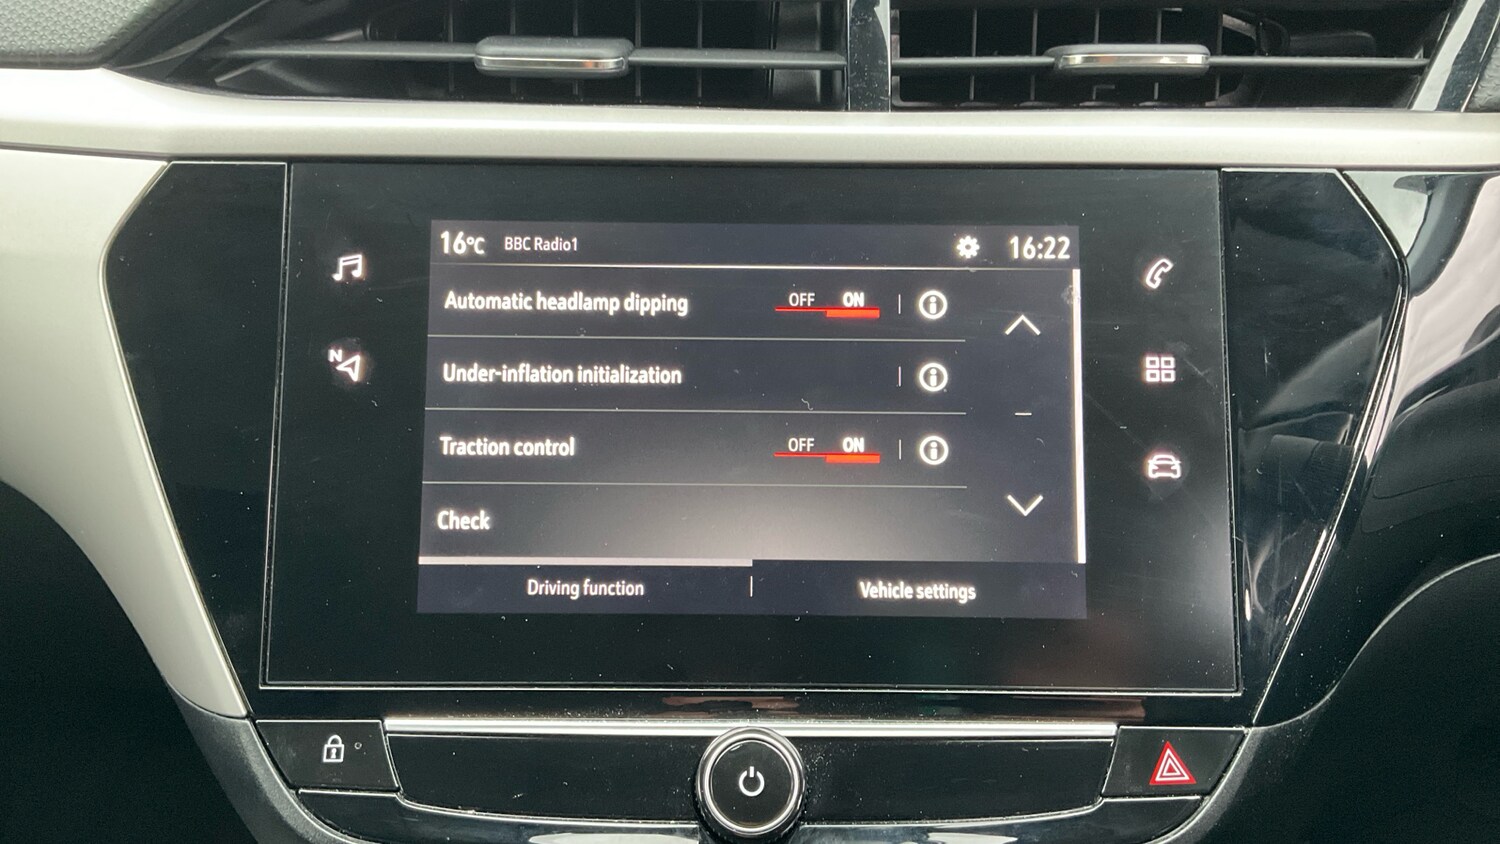 16°C BBC Radio1 16:22
Automatic headlamp dipping OFF ON
Under-inflation initialization
N
Traction control OFF ON
Check
Driving function Vehicle settings